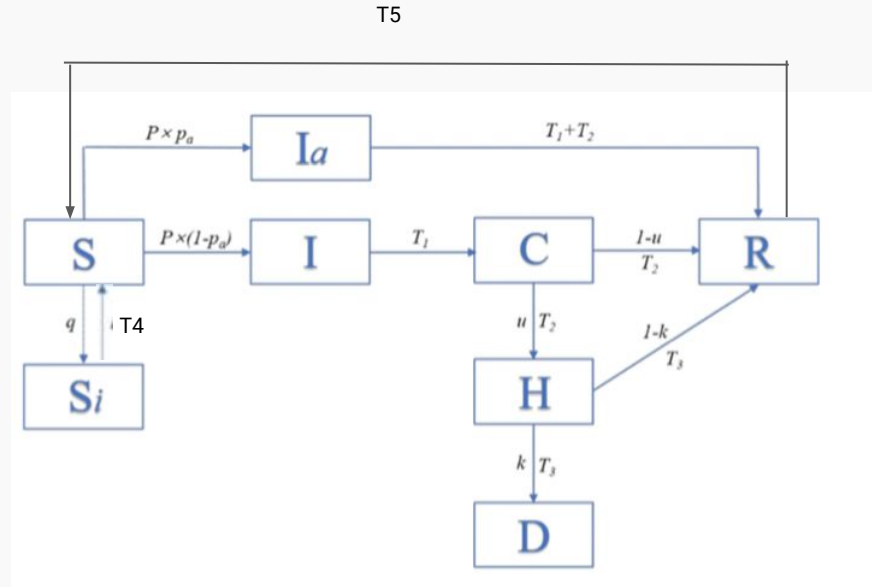 T5
P×pₐ
Ia
T₁+T₂
S
P×(1-pₐ)
I
T₁
C
1-u
T₂
R
q
T4
u T₂
1-k
T₃
Si
H
k T₃
D